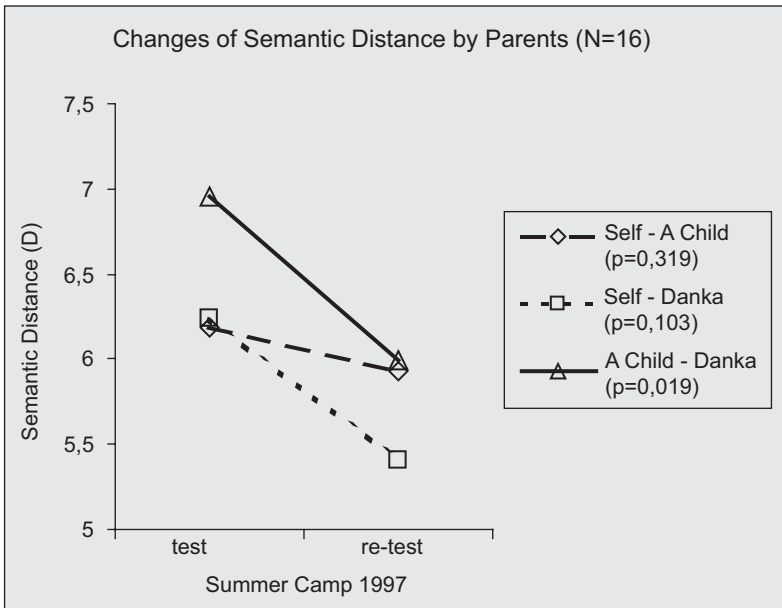 Changes of Semantic Distance by Parents (N=16)
7,5
7
6,5
6
5,5
5
Semantic Distance (D)
test
re-test
Summer Camp 1997
Self - A Child
(p=0,319)
Self - Danka
(p=0,103)
A Child - Danka
(p=0,019)